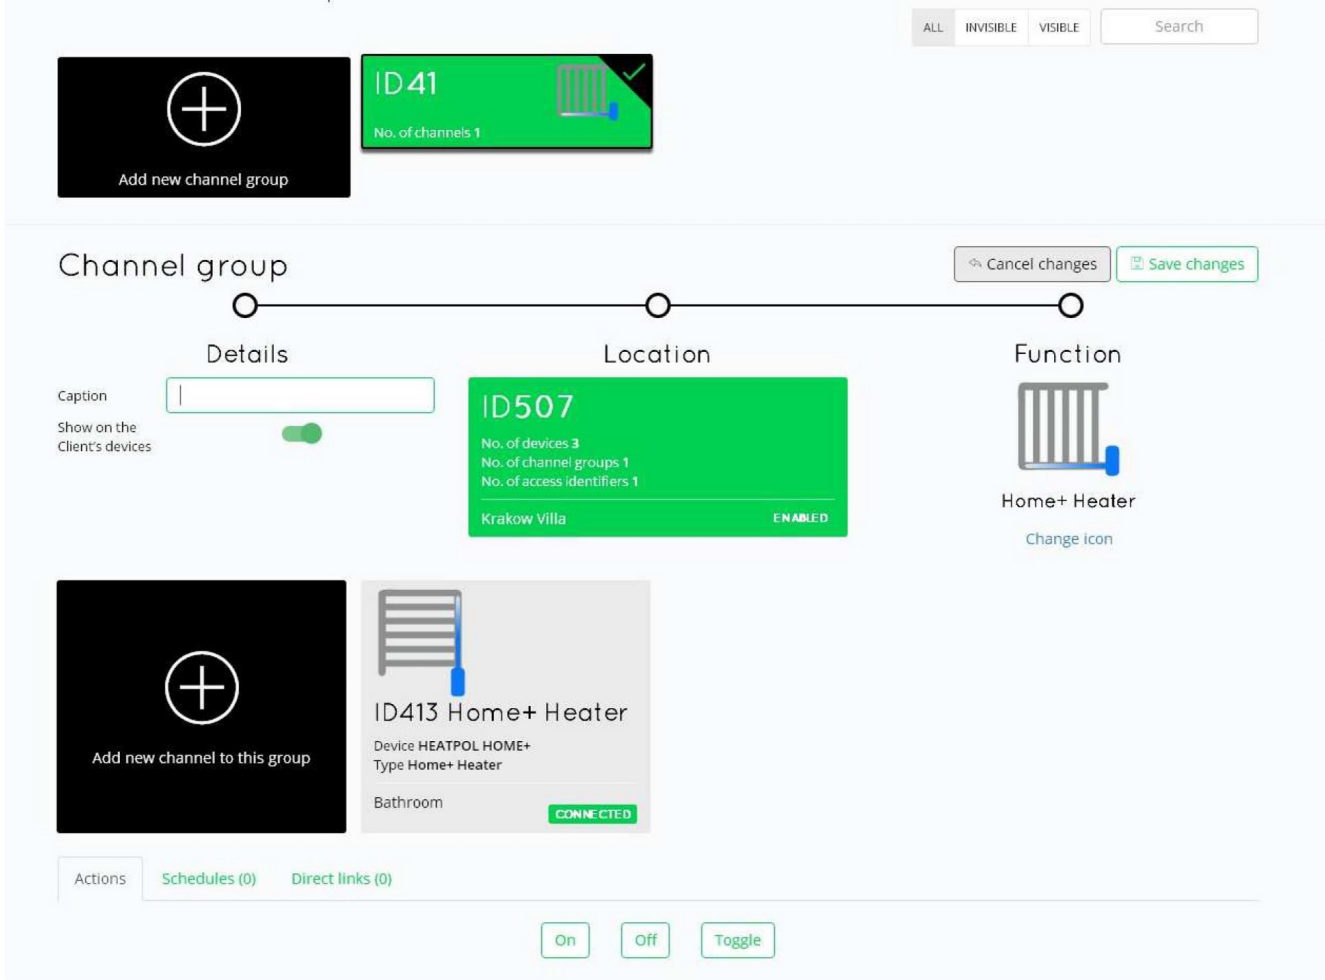 ALL INVISIBLE VISIBLE Search
ID41
No. of channels 1
Add new channel group
Channel group
Cancel changes Save changes
Details Location Function
Caption
Show on the
Client's devices
ID507
No. of devices 3
No. of channel groups 1
No. of access identifiers 1
Krakow Villa ENABLED
Home+ Heater
Change icon
Add new channel to this group
ID413 Home+ Heater
Device HEATPOL HOME+
Type Home+ Heater
Bathroom
CONNECTED
Actions Schedules (0) Direct links (0)
On Off Toggle